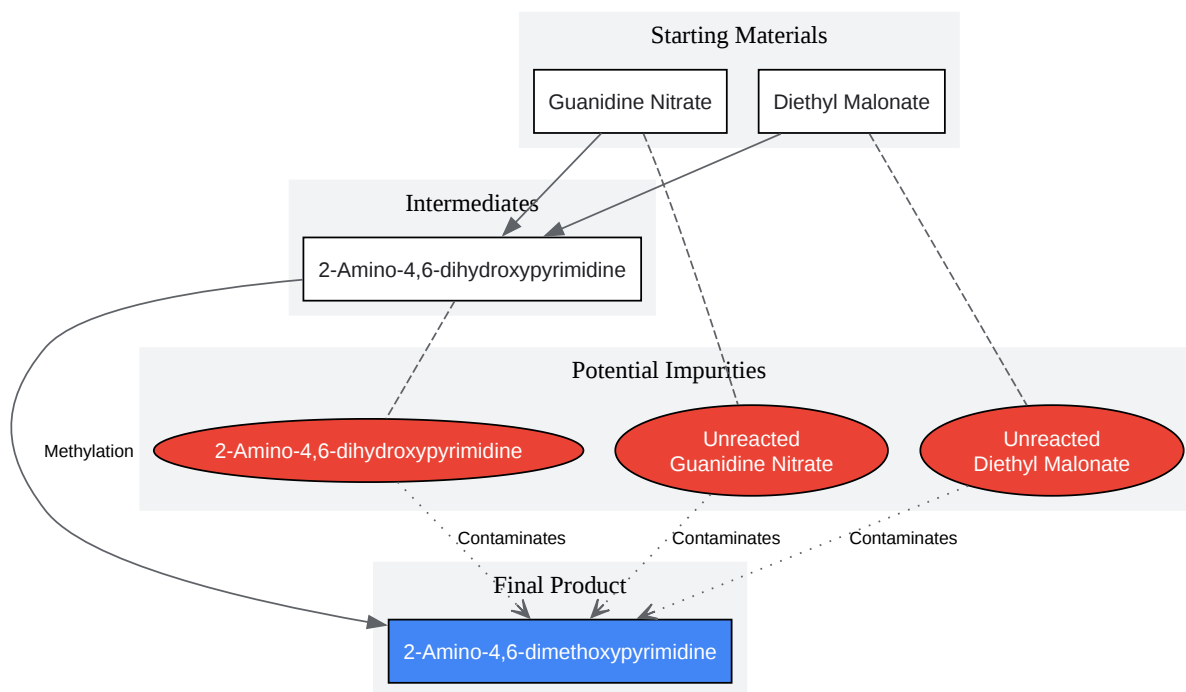 Starting Materials
Guanidine Nitrate
Diethyl Malonate
Intermediates
2-Amino-4,6-dihydroxypyrimidine
Potential Impurities
Methylation
2-Amino-4,6-dihydroxypyrimidine
Unreacted
Guanidine Nitrate
Unreacted
Diethyl Malonate
Contaminates
Contaminates
Contaminates
Final Product
2-Amino-4,6-dimethoxypyrimidine